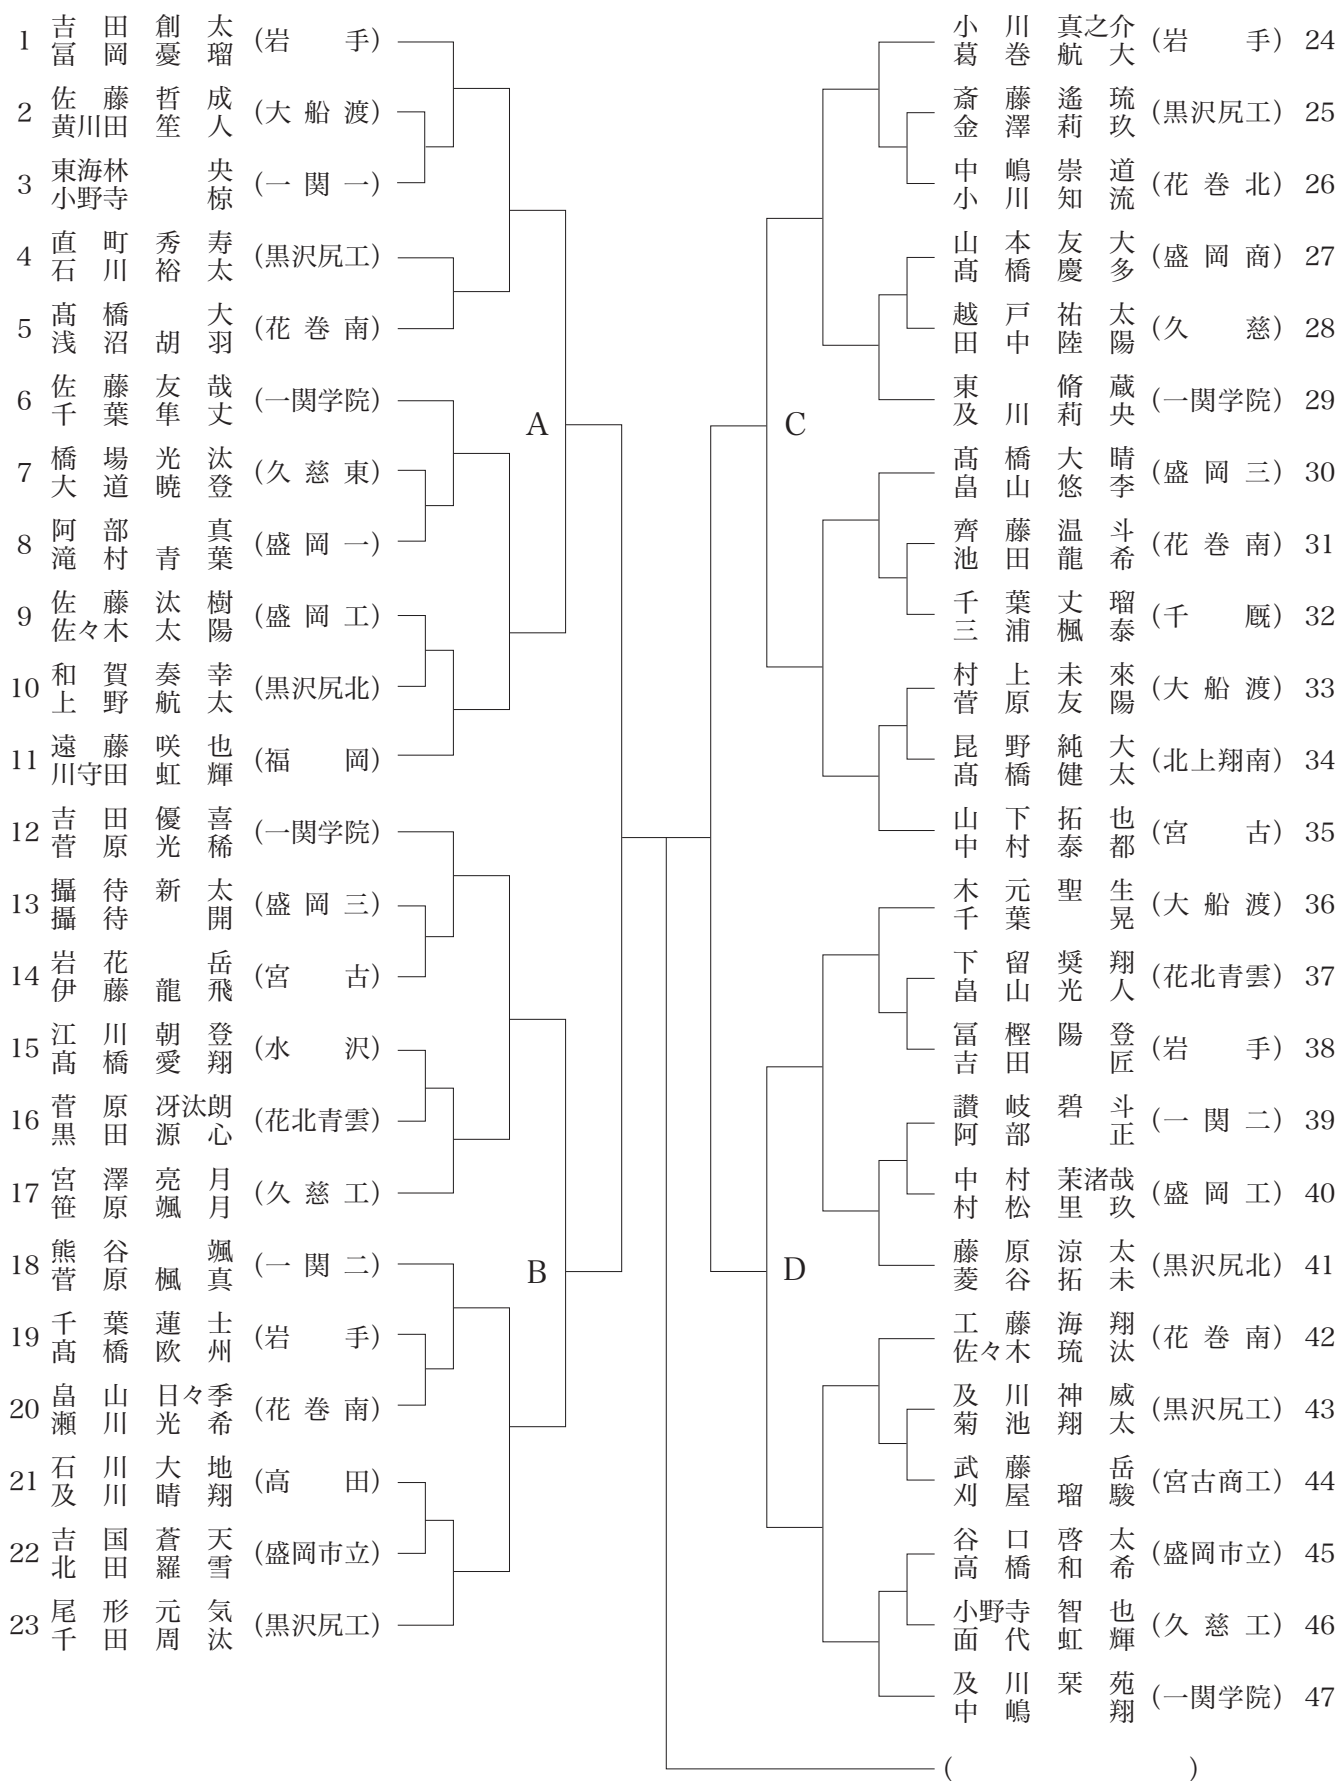 1 吉田創太 (岩手)
冨岡憂瑠
2 佐藤哲成 (大船渡)
黄川田笙人
3 東海林央 (一関一)
小野寺椋
4 直町秀寿 (黒沢尻工)
石川裕太
5 髙橋大 (花巻南)
浅沼胡羽
6 佐藤友哉 (一関学院)
千葉隼丈
7 橋場光汰 (久慈東)
大道暁登
8 阿部真 (盛岡一)
滝村青葉
9 佐藤汰樹 (盛岡工)
佐々木太陽
10 和賀奏幸 (黒沢尻北)
上野航太
11 遠藤咲也 (福岡)
川守田虹輝
12 吉田優喜 (一関学院)
菅原光稀
13 攝待新太 (盛岡三)
攝待開
14 岩花岳 (宮古)
伊藤龍飛
15 江川朝登 (水沢)
髙橋愛翔
16 菅原冴汰朗 (花北青雲)
黒田源心
17 宮澤亮月 (久慈工)
笹原颯月
18 熊谷颯 (一関二)
菅原楓真
19 千葉蓮士 (岩手)
髙橋欧州
20 畠山日々季 (花巻南)
瀬川光希
21 石川大地 (高田)
及川晴翔
22 吉国蒼天 (盛岡市立)
北田羅雪
23 尾形元気 (黒沢尻工)
千田周汰
A
B
C
D
小川真之介 (岩手) 24
葛巻航大
斎藤遙琉 (黒沢尻工) 25
金澤莉玖
中嶋崇道 (花巻北) 26
小川知流
山本友大 (盛岡商) 27
髙橋慶多
越戸祐太 (久慈) 28
田中陸陽
東脩蔵 (一関学院) 29
及川莉央
髙橋大晴 (盛岡三) 30
畠山悠李
齊藤温斗 (花巻南) 31
池田龍希
千葉丈瑠 (千厩) 32
三浦楓泰
村上未來 (大船渡) 33
菅原友陽
昆野純大 (北上翔南) 34
髙橋健太
山下拓也 (宮古) 35
中村泰都
木元聖生 (大船渡) 36
千葉晃
下留奨翔 (花北青雲) 37
畠山光人
冨樫陽登 (岩手) 38
吉田匠
讃岐碧斗 (一関二) 39
阿部正
中村茉渚哉 (盛岡工) 40
村松里玖
藤原涼太 (黒沢尻北) 41
菱谷拓未
工藤海翔 (花巻南) 42
佐々木琉汰
及川神威 (黒沢尻工) 43
菊池翔太
武藤岳 (宮古商工) 44
刈屋瑠駿
谷口啓太 (盛岡市立) 45
高橋和希
小野寺智也 (久慈工) 46
面代虹輝
及川栞苑 (一関学院) 47
中嶋翔
( )